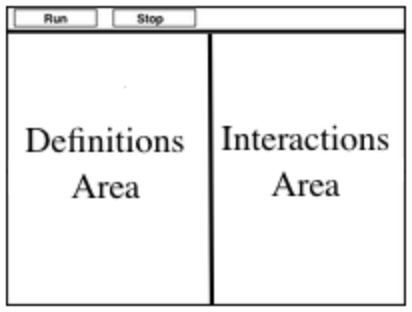 Run Stop
Definitions
Area
Interactions
Area